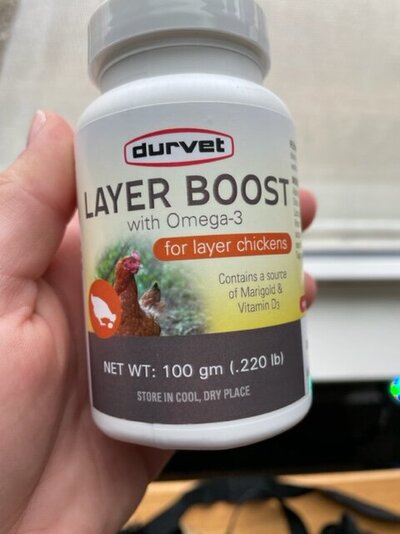 durvet
LAYER BOOST
with Omega-3
for layer chickens
Contains a source
of Marigold &
Vitamin D3
NET WT: 100 gm (.220 lb)
STORE IN COOL, DRY PLACE